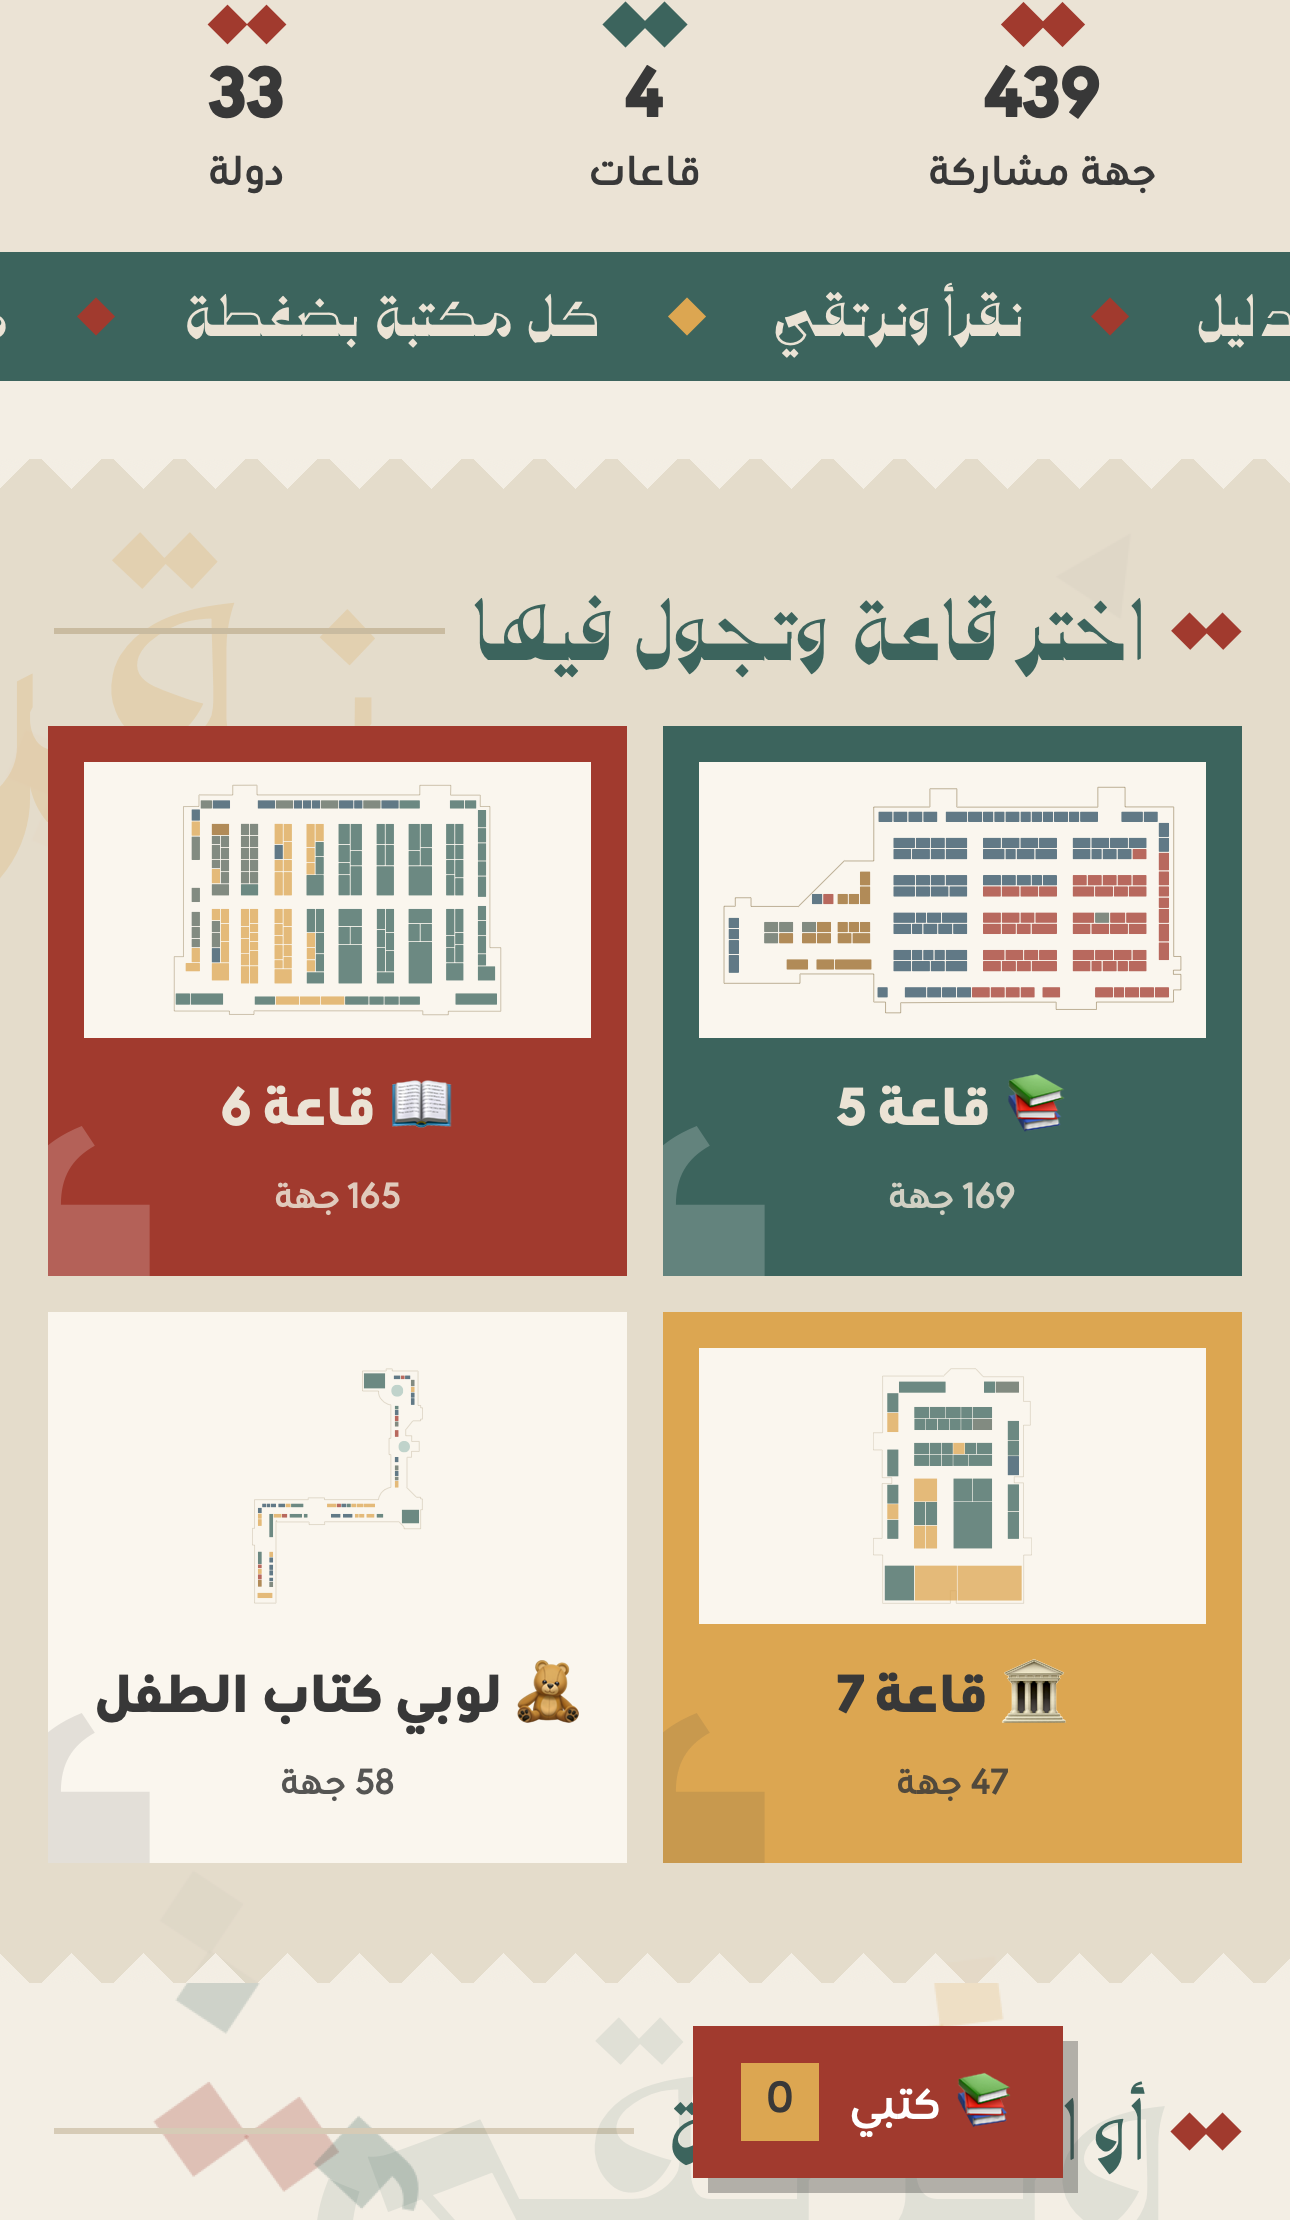 439
جهة مشاركة
4
قاعات
33
دولة
نقرأ ونرتقي ◆ كل مكتبة بضغطة
اختر قاعة وتجول فيها
قاعة 5
169 جهة
قاعة 6
165 جهة
قاعة 7
47 جهة
لوبي كتاب الطفل
58 جهة
كتبي 0